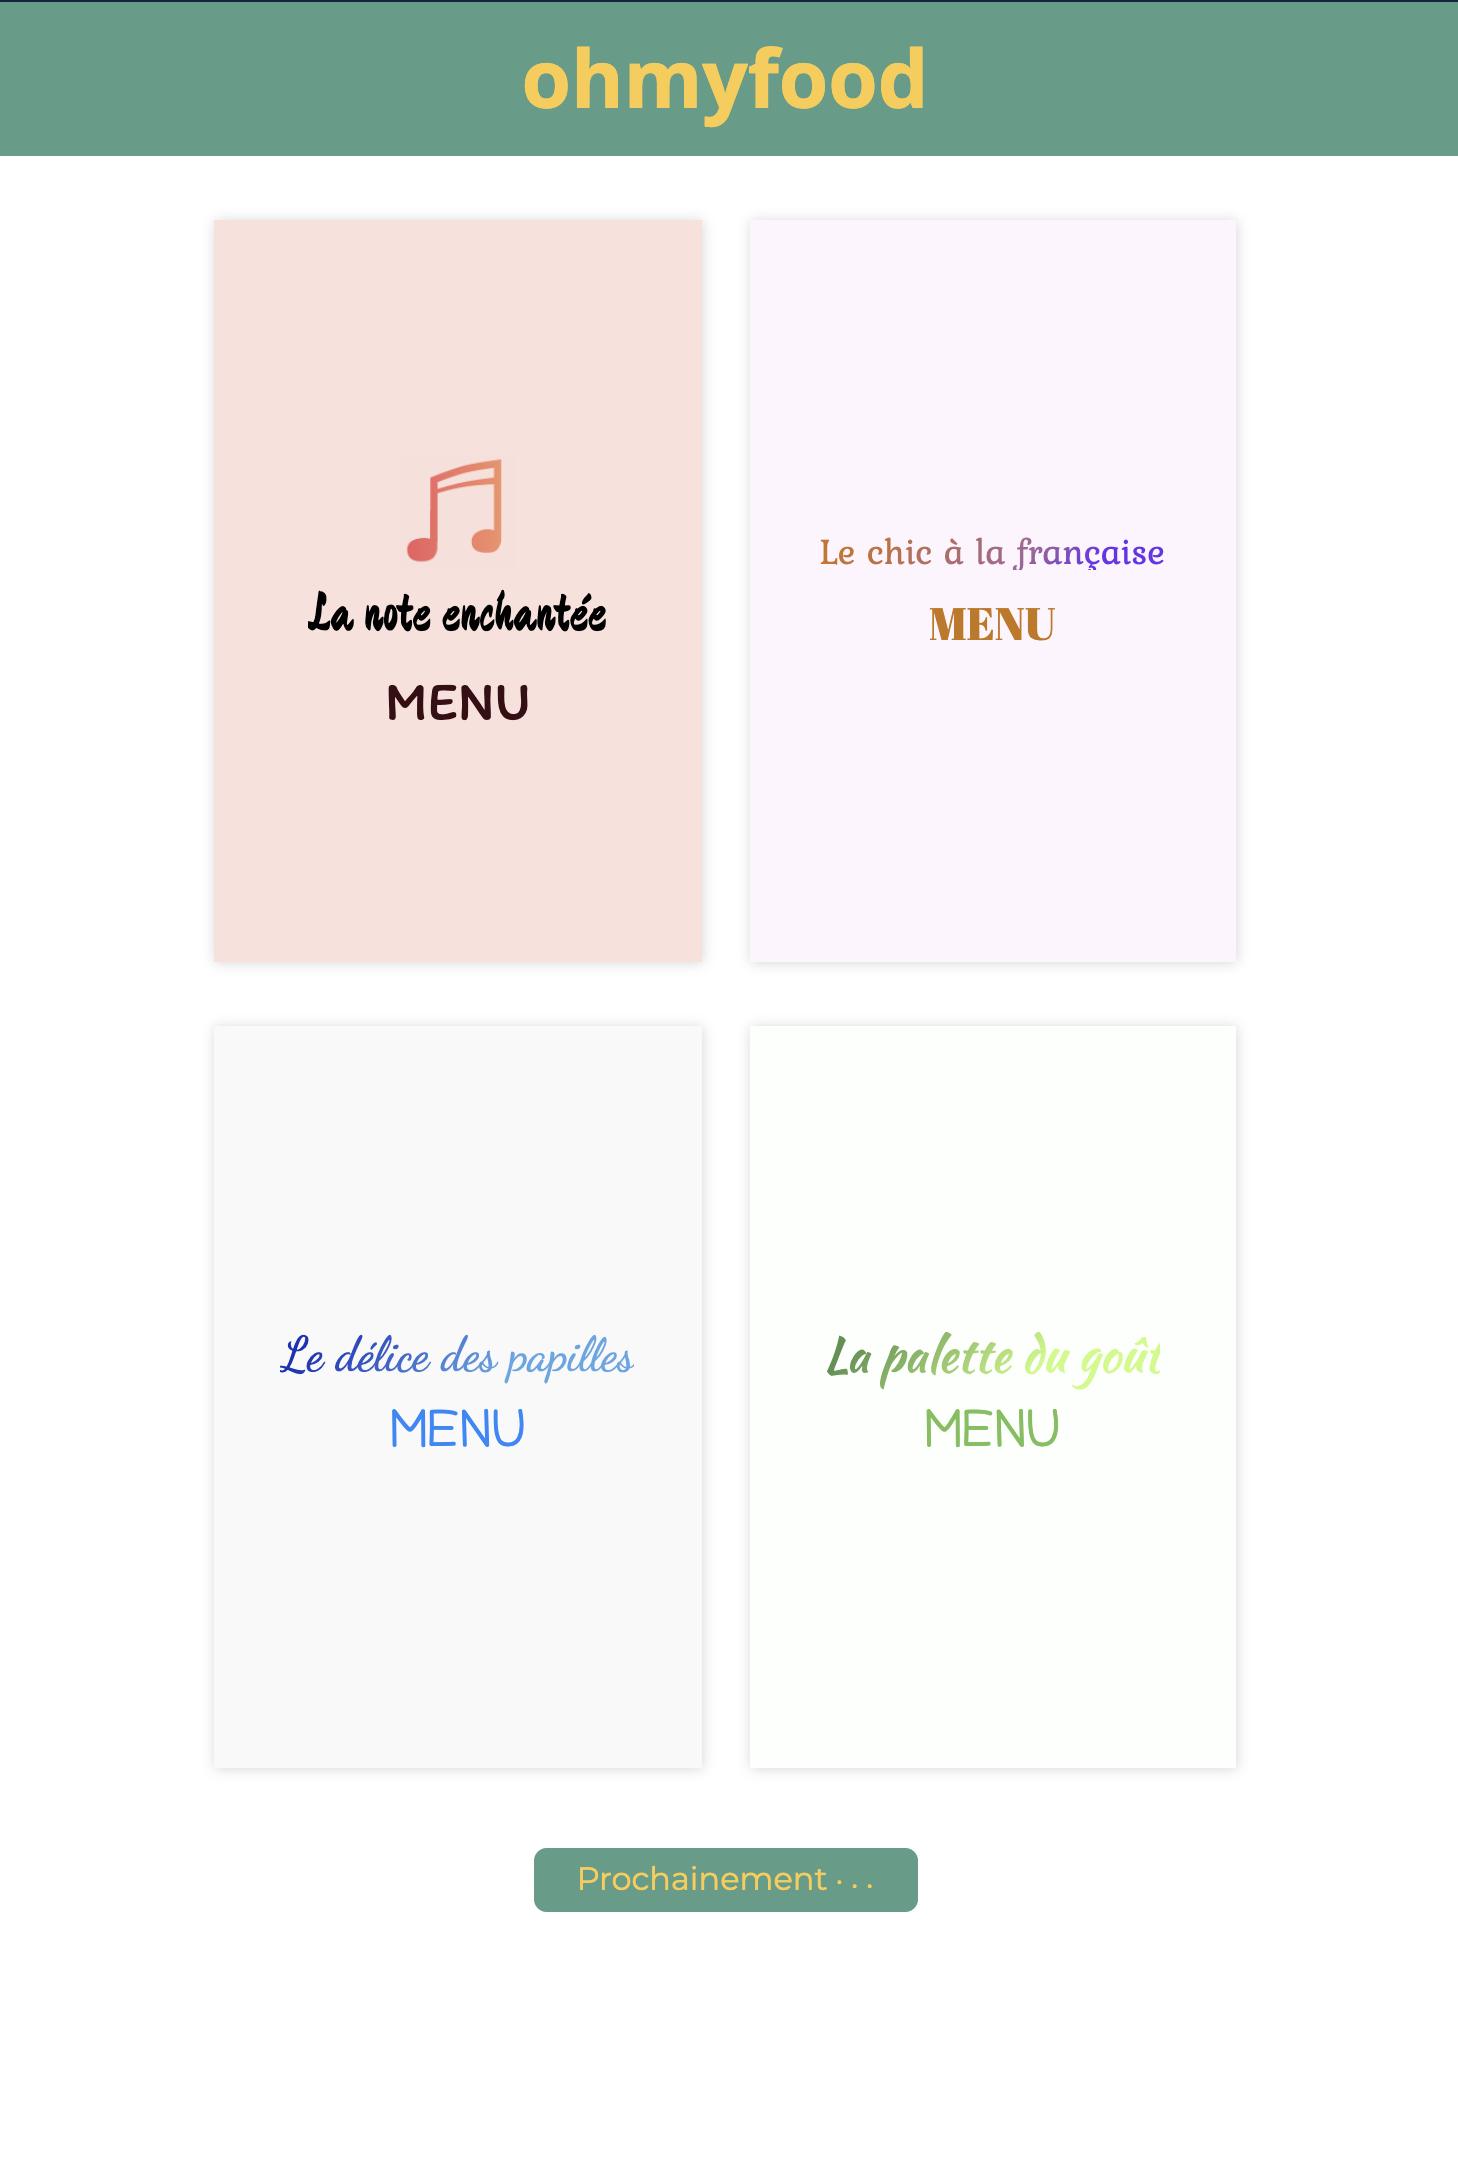 ohmyfood
La note enchantée
MENU
Le chic à la française
MENU
Le délice des papilles
MENU
La palette du goût
MENU
Prochainement . . .